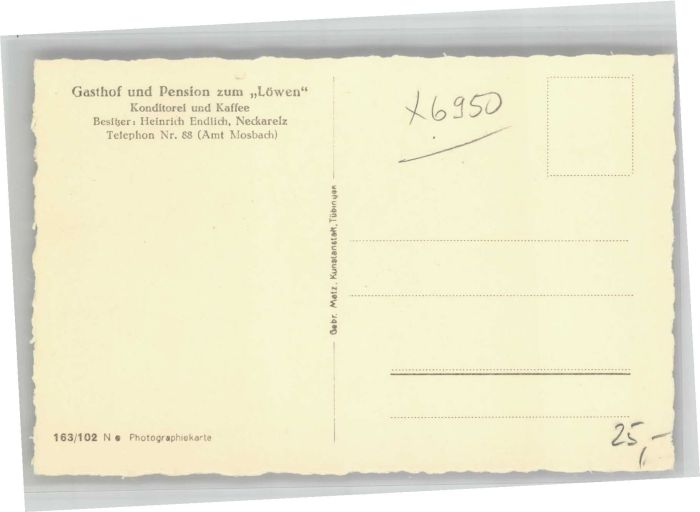 Gasthof und Pension zum „Löwen“
Konditorei und Kaffee
Besitzer: Heinrich Endlich, Neckarelz
Telephon Nr. 88 (Amt Mosbach)
x6950
Gebr. Metz, Kunstanstalt, Tübingen
163/102 N • Photographiekarte
25,-